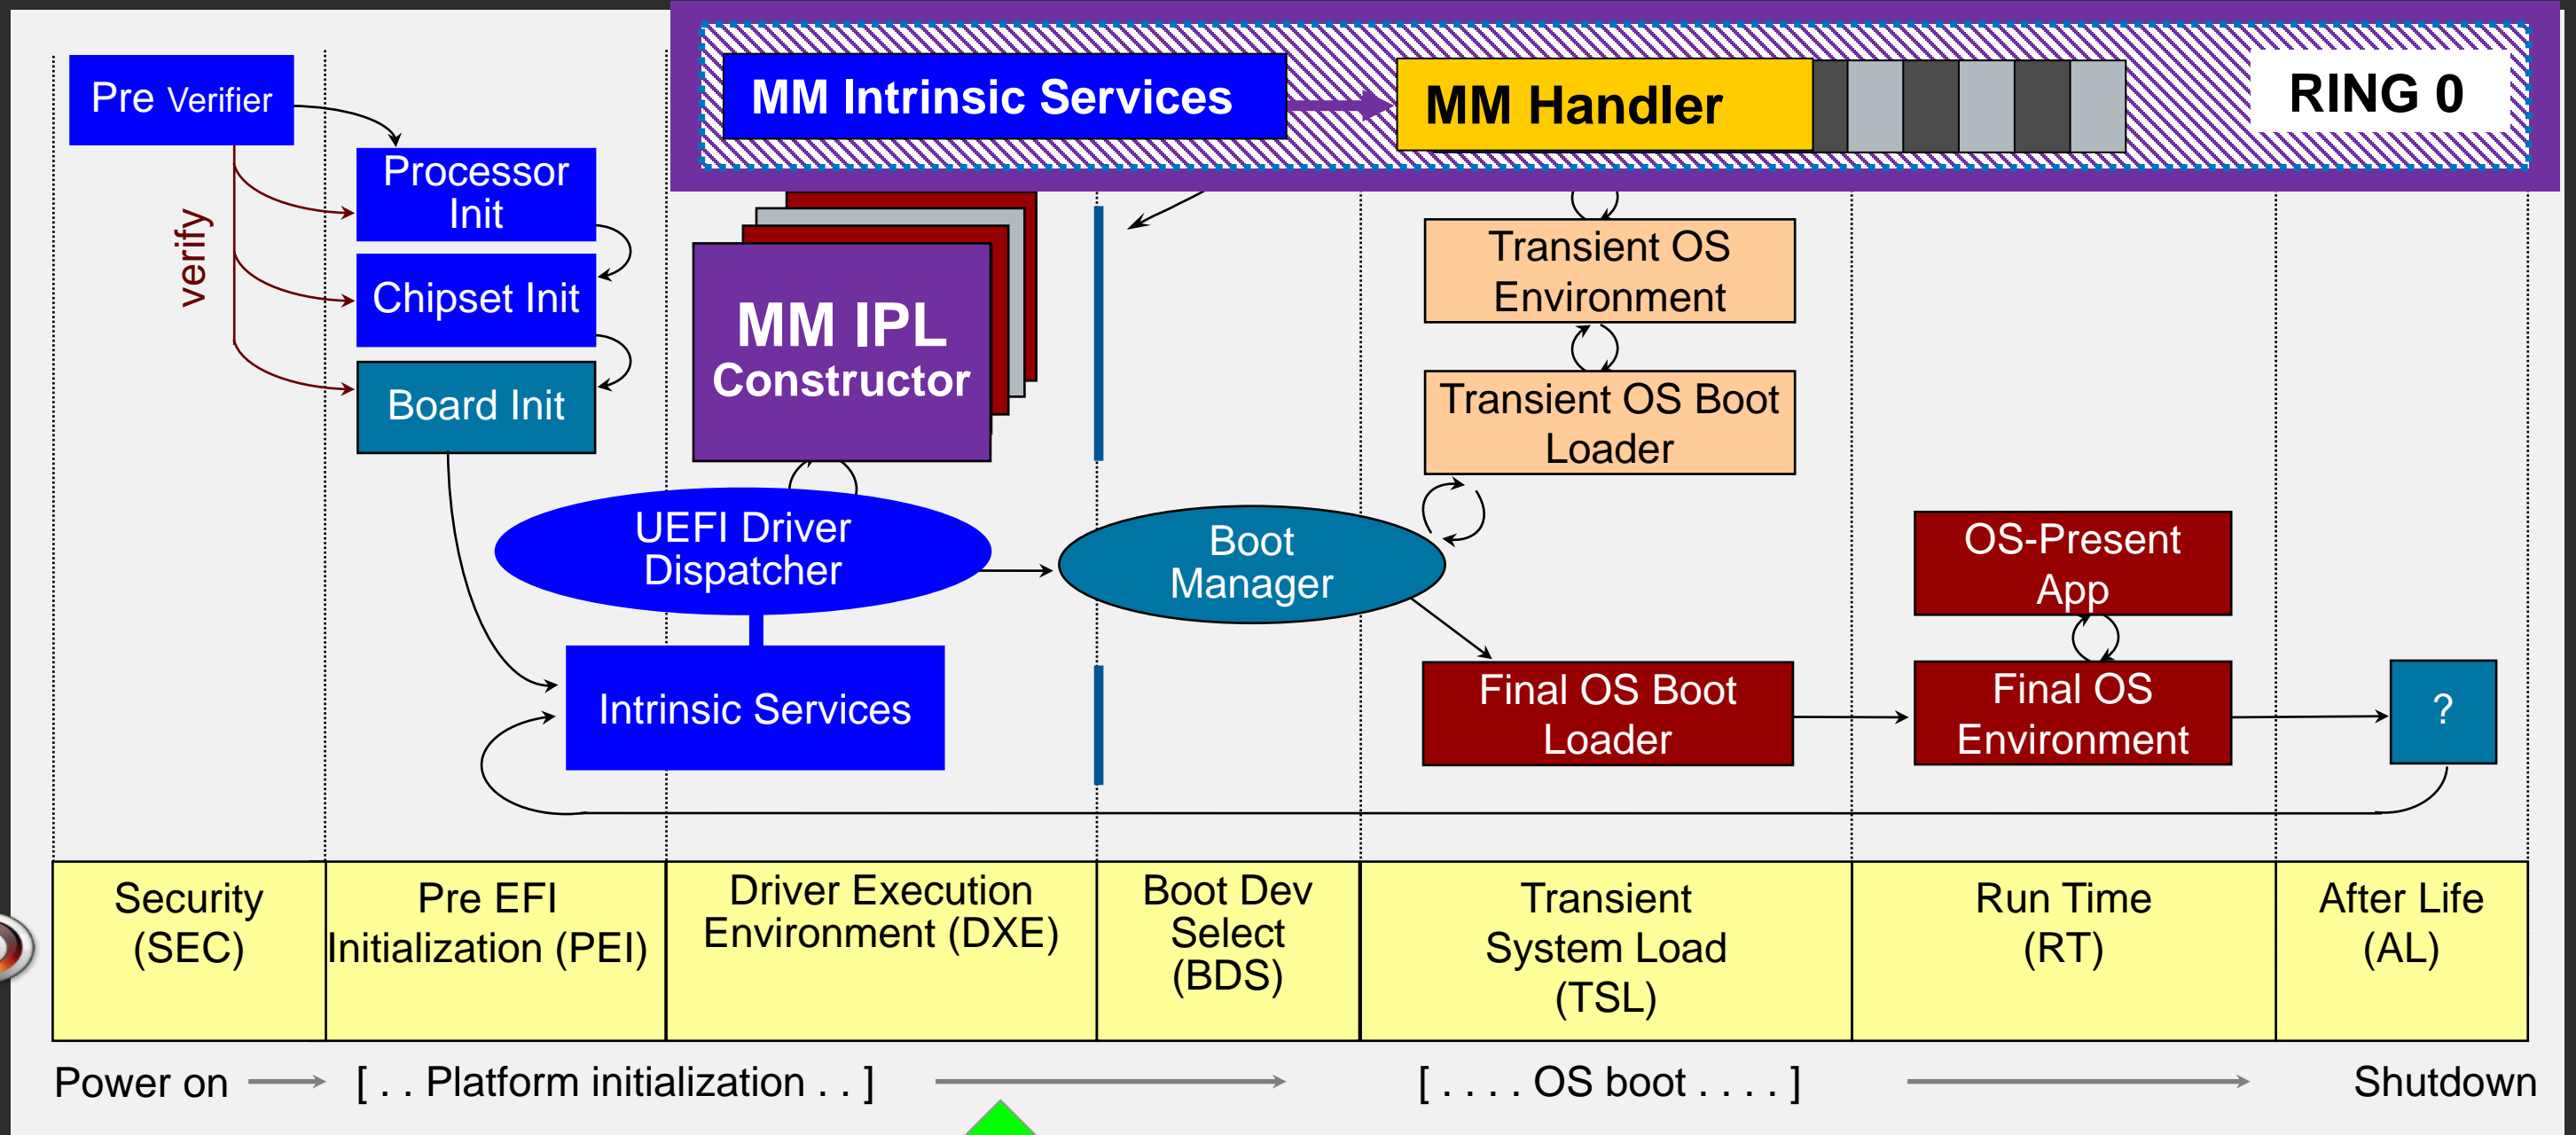 Pre Verifier
MM Intrinsic Services
MM Handler
RING 0
Processor
Init
verify
Chipset Init
Board Init
MM IPL
Constructor
Transient OS
Environment
Transient OS Boot
Loader
UEFI Driver
Dispatcher
Boot
Manager
OS-Present
App
Intrinsic Services
Final OS Boot
Loader
Final OS
Environment
?
Security
(SEC)
Pre EFI
Initialization (PEI)
Driver Execution
Environment (DXE)
Boot Dev
Select
(BDS)
Transient
System Load
(TSL)
Run Time
(RT)
After Life
(AL)
Power on
[ . . Platform initialization . . ]
[ . . . . OS boot . . . . ]
Shutdown